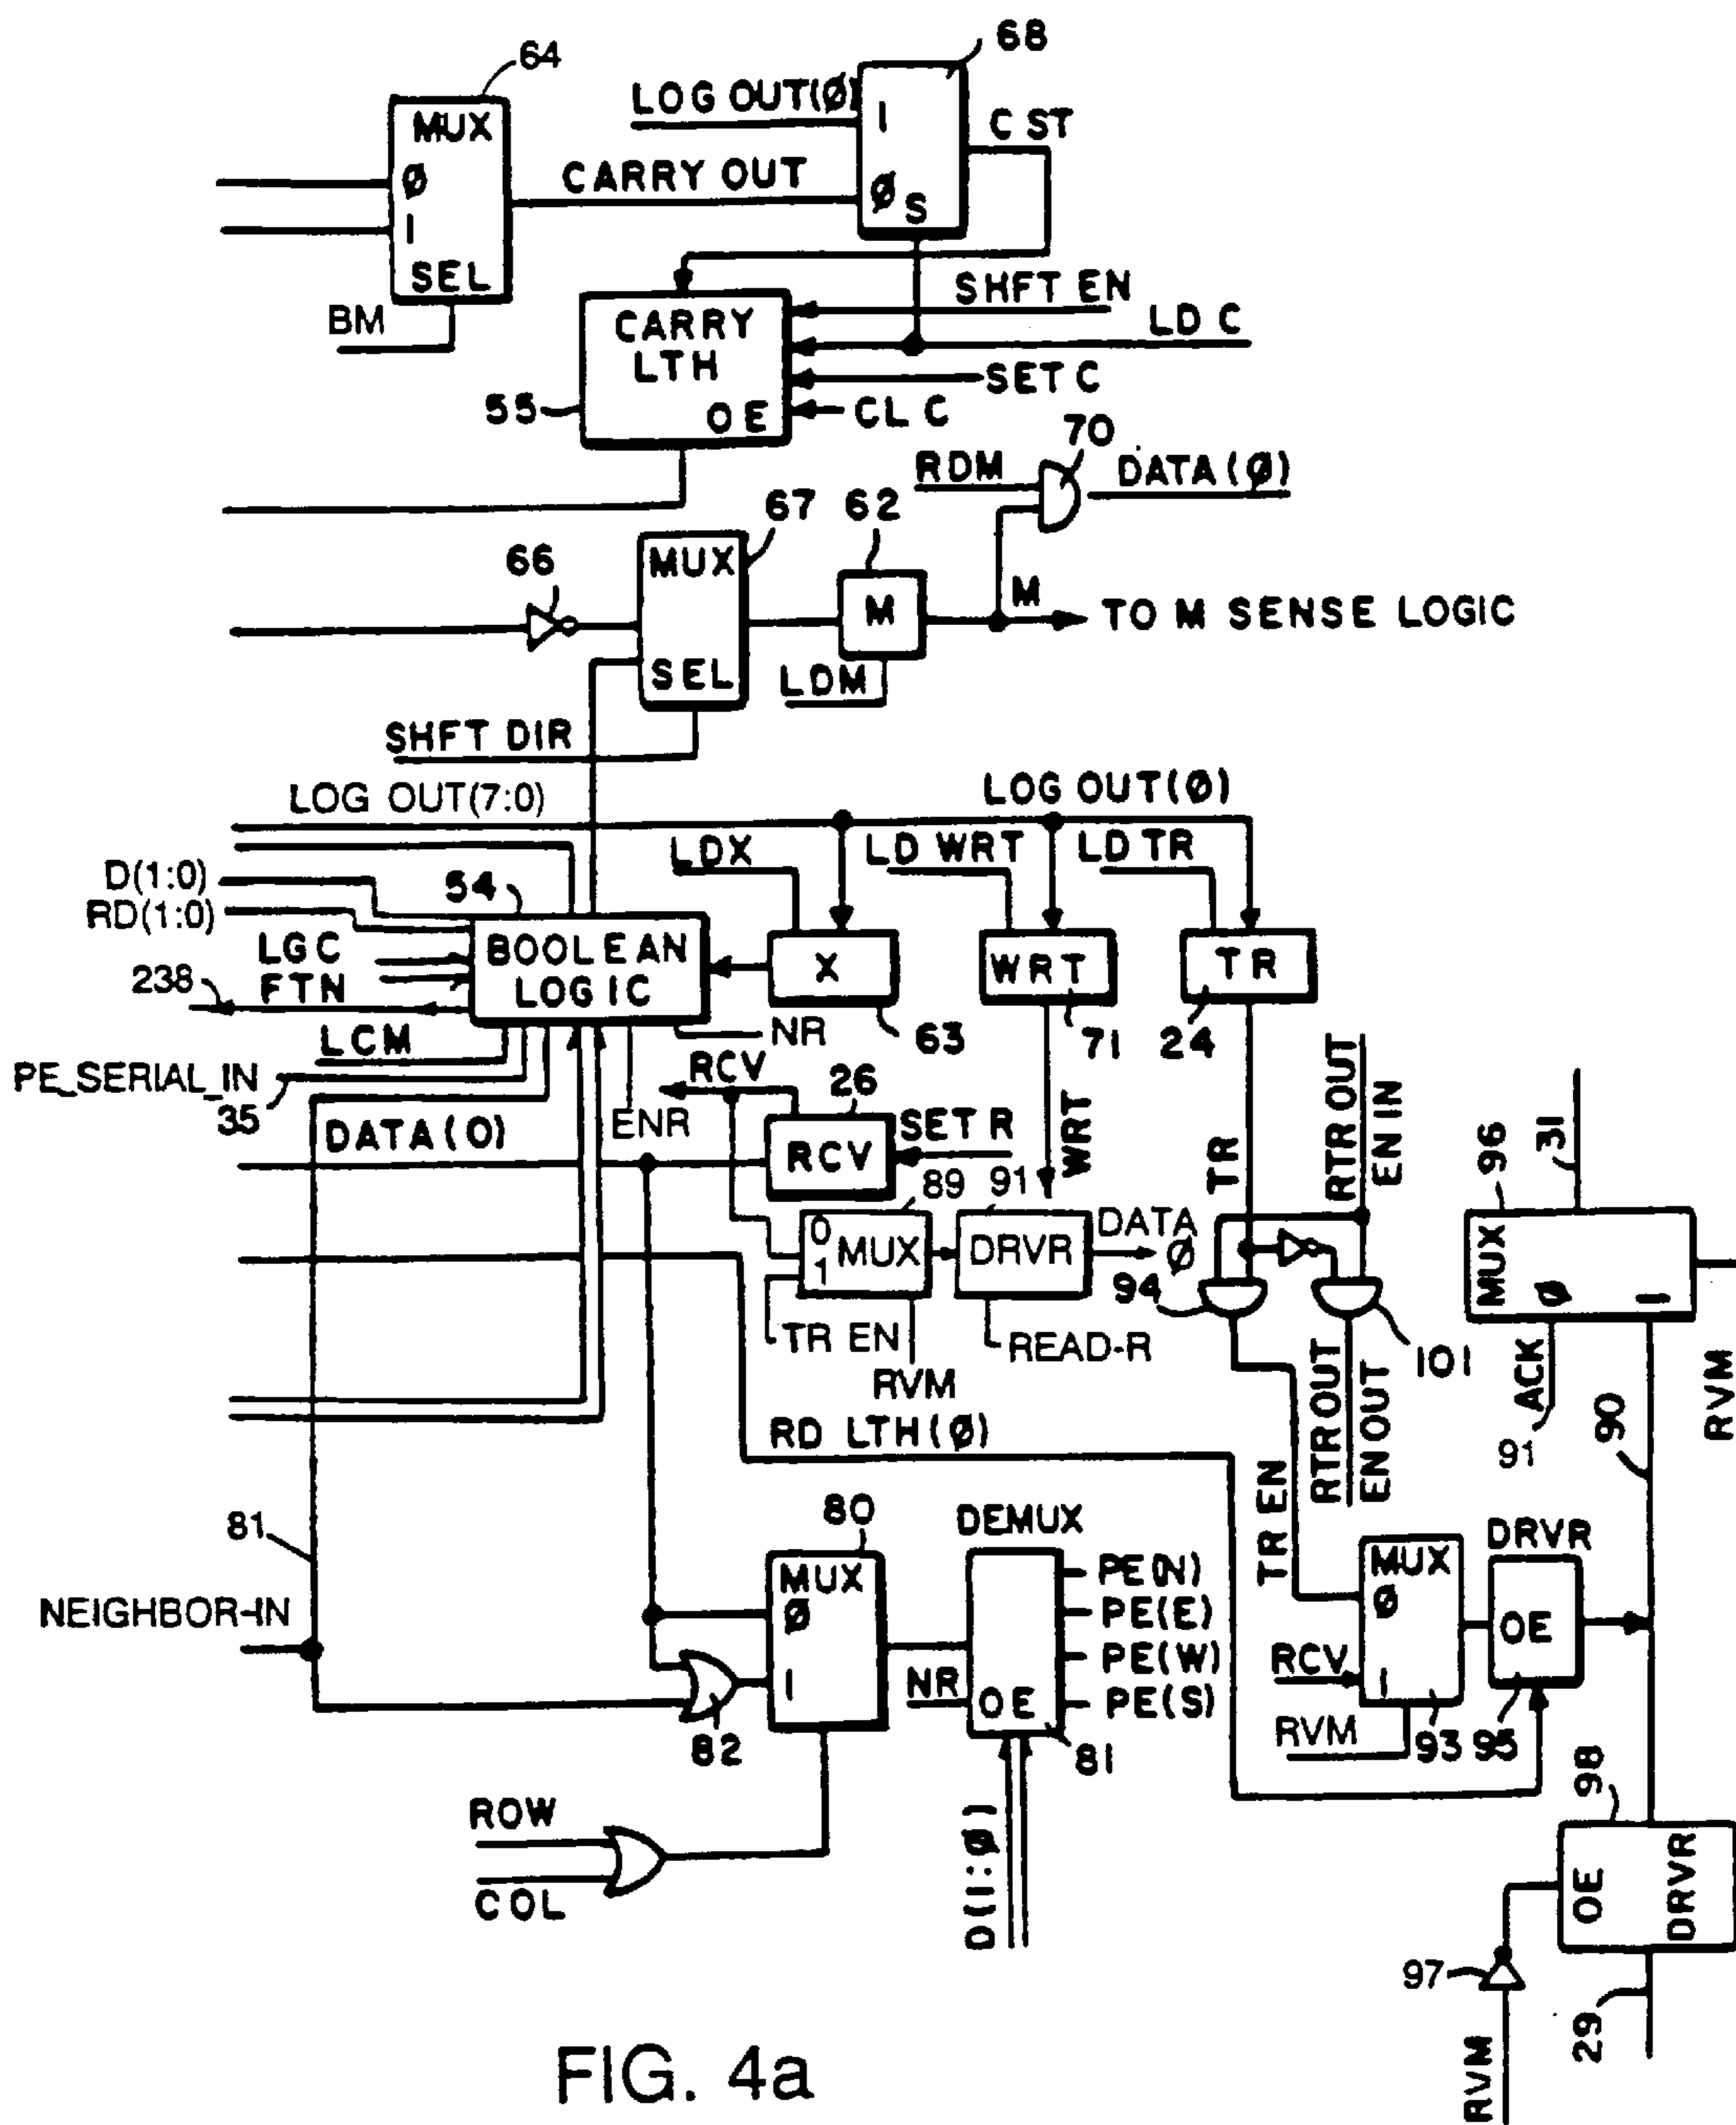 64
MUX
Ø
1
SEL
BM
LOG OUT(Ø)
CARRY OUT
68
1
Ø S
C ST
SHFT EN
LD C
SET C
CL C
CARRY
LTH
OE
55
70
RDM
DATA(Ø)
67
62
66
MUX
SEL
M
M
TO M SENSE LOGIC
LDM
SHFT DIR
LOG OUT(7:0)
LOG OUT(Ø)
LDX
LD WRT
LD TR
D(1:0)
RD(1:0)
54
LGC
FTN
238
BOOLEAN
LOGIC
X
WRT
TR
63
71
24
LCM
NR
PE_SERIAL_IN
35
RCV
26
ENR
DATA(0)
RCV
SET R
WRT
TR
RTR OUT
EN IN
96
31
89
91
0
1
MUX
DRVR
DATA
Ø
94
101
MUX
Ø
1
TR EN
RVM
READ-R
ACK
91
90
RVM
RD LTH(Ø)
TR EN
RTR OUT
EN OUT
81
NEIGHBOR-IN
80
MUX
Ø
1
82
DEMUX
NR
OE
PE(N)
PE(E)
PE(W)
PE(S)
81
MUX
Ø
1
RCV
RVM
93
DRVR
OE
95
98
ROW
COL
D(1:Ø)
OE
DRVR
97
RVM
29
FIG. 4a